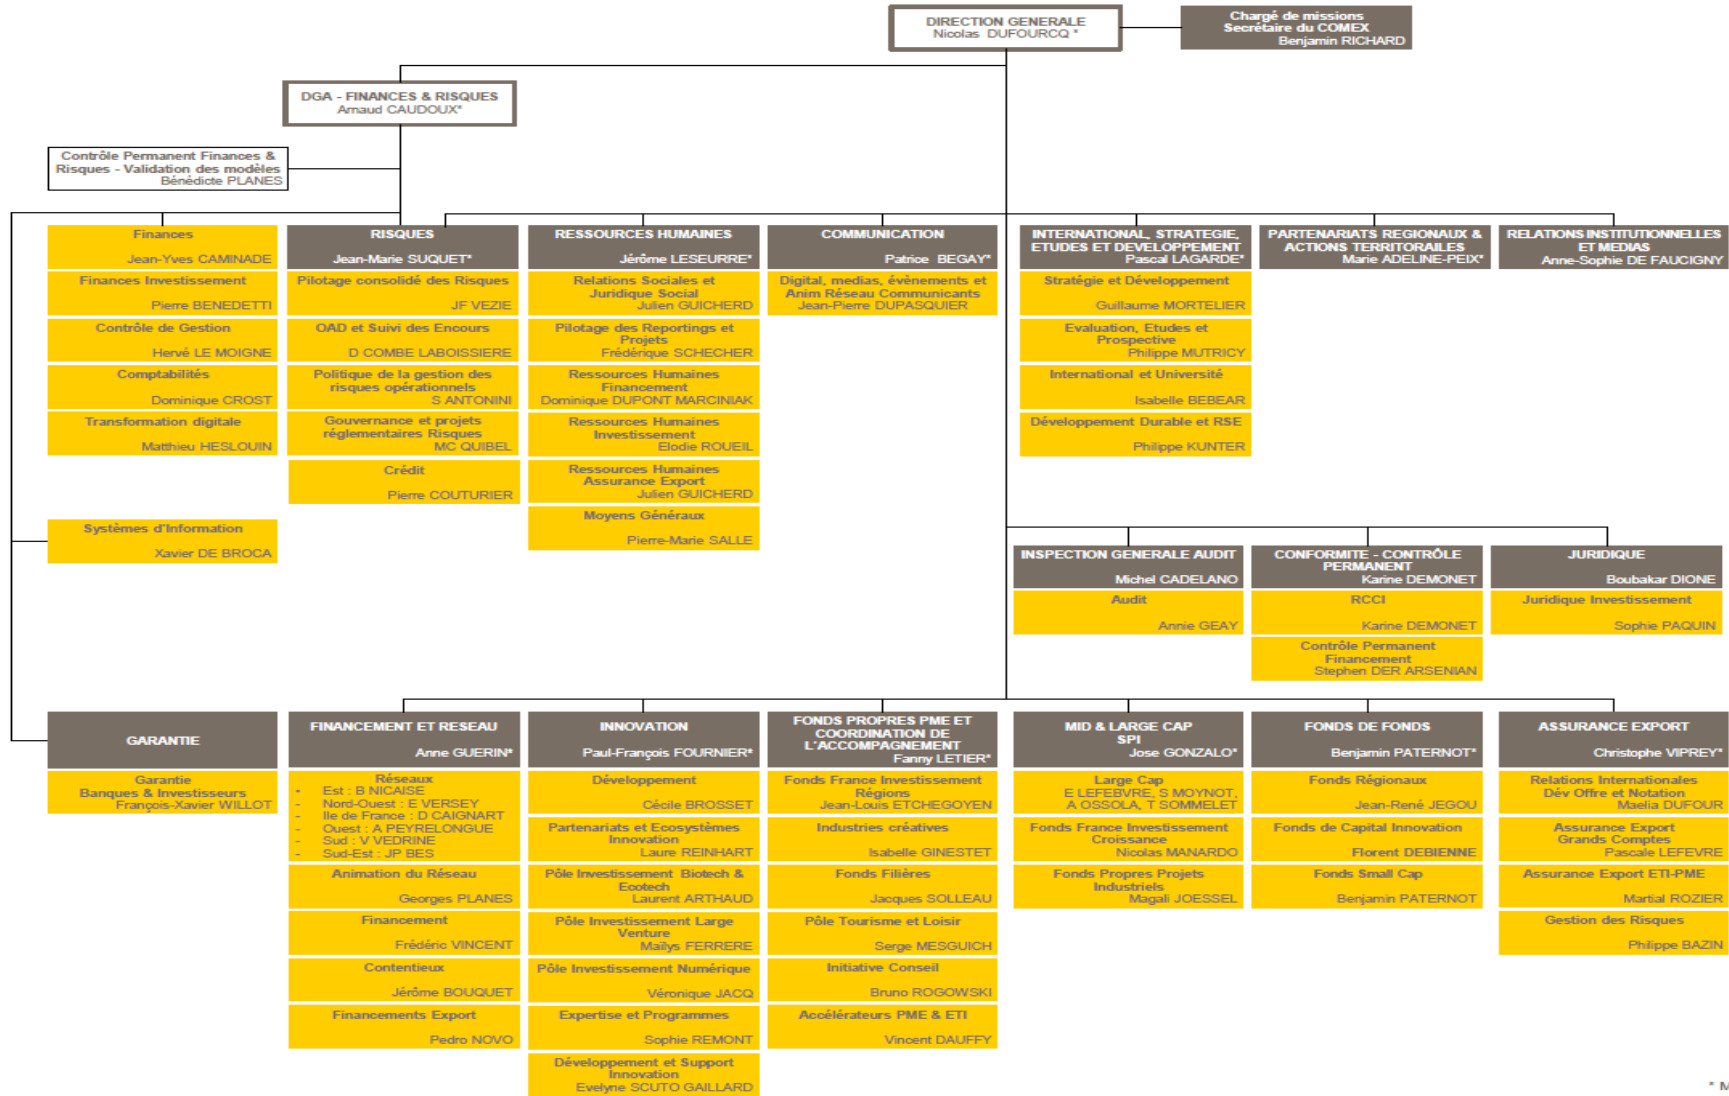 DIRECTION GENERALE
Nicolas DUFOURCQ *
Chargé de missions
Secrétaire du COMEX
Benjamin RICHARD
DGA - FINANCES & RISQUES
Arnaud CAUDOUX*
Contrôle Permanent Finances &
Risques - Validation des modèles
Bénédicte PLANES
Finances
Jean-Yves CAMINADE
Finances Investissement
Pierre BENEDETTI
Contrôle de Gestion
Hervé LE MOIGNE
Comptabilités
Dominique CROST
Transformation digitale
Matthieu HESLOUIN
Systèmes d'Information
Xavier DE BROCA
RISQUES
Jean-Marie SUQUET*
Pilotage consolidé des Risques
JF VEZIE
OAD et Suivi des Encours
D COMBE LABOISSIERE
Politique de la gestion des
risques opérationnels
S ANTONINI
Gouvernance et projets
réglementaires Risques
MC QUIBEL
Crédit
Pierre COUTURIER
RESSOURCES HUMAINES
Jérôme LESEURRE*
Relations Sociales et
Juridique Social
Julien GUICHERD
Pilotage des Reportings et
Projets
Frédérique SCHECHER
Ressources Humaines
Financement
Dominique DUPONT MARCINIAK
Ressources Humaines
Investissement
Elodie ROUEIL
Ressources Humaines
Assurance Export
Julien GUICHERD
Moyens Généraux
Pierre-Marie SALLE
COMMUNICATION
Patrice BEGAY*
Digital, medias, évènements et
Anim Réseau Communicants
Jean-Pierre DUPASQUIER
INTERNATIONAL, STRATEGIE,
ETUDES ET DEVELOPPEMENT
Pascal LAGARDE*
Stratégie et Développement
Guillaume MORTELIER
Evaluation, Etudes et
Prospective
Philippe MUTRICY
International et Université
Isabelle BEBEAR
Développement Durable et RSE
Philippe KUNTER
PARTENARIATS REGIONAUX &
ACTIONS TERRITORAILES
Marie ADELINE-PEIX*
RELATIONS INSTITUTIONNELLES
ET MEDIAS
Anne-Sophie DE FAUCIGNY
INSPECTION GENERALE AUDIT
Michel CADELANO
Audit
Annie GEAY
CONFORMITE - CONTRÔLE
PERMANENT
Karine DEMONET
RCCI
Karine DEMONET
Contrôle Permanent
Financement
Stephen DER ARSENIAN
JURIDIQUE
Boubakar DIONE
Juridique Investissement
Sophie PAQUIN
GARANTIE
Garantie
Banques & Investisseurs
François-Xavier WILLOT
FINANCEMENT ET RESEAU
Anne GUERIN*
Réseaux
- Est : B NICAISE
- Nord-Ouest : E VERSEY
- Ile de France : D CAIGNART
- Ouest : A PEYRELONGUE
- Sud : V VEDRINE
- Sud-Est : JP BES
Animation du Réseau
Georges PLANES
Financement
Frédéric VINCENT
Contentieux
Jérôme BOUQUET
Financements Export
Pedro NOVO
INNOVATION
Paul-François FOURNIER*
Développement
Cécile BROSSET
Partenariats et Ecosystèmes
Innovation
Laure REINHART
Pôle Investissement Biotech &
Ecotech
Laurent ARTHAUD
Pôle Investissement Large
Venture
Maïlys FERRERE
Pôle Investissement Numérique
Véronique JACQ
Expertise et Programmes
Sophie REMONT
Développement et Support
Innovation
Evelyne SCUTO GAILLARD
FONDS PROPRES PME ET
COORDINATION DE
L'ACCOMPAGNEMENT
Fanny LETIER*
Fonds France Investissement
Régions
Jean-Louis ETCHEGOYEN
Industries créatives
Isabelle GINESTET
Fonds Filières
Jacques SOLLEAU
Pôle Tourisme et Loisir
Serge MESGUICH
Initiative Conseil
Bruno ROGOWSKI
Accélérateurs PME & ETI
Vincent DAUFFY
MID & LARGE CAP
SPI
Jose GONZALO*
Large Cap
E LEFEBVRE, S MOYNOT,
A OSSOLA, T SOMMELET
Fonds France Investissement
Croissance
Nicolas MANARDO
Fonds Propres Projets
Industriels
Magali JOESSEL
FONDS DE FONDS
Benjamin PATERNOT*
Fonds Régionaux
Jean-René JEGOU
Fonds de Capital Innovation
Florent DEBIENNE
Fonds Small Cap
Benjamin PATERNOT
ASSURANCE EXPORT
Christophe VIPREY*
Relations Internationales
Dév Offre et Notation
Maelia DUFOUR
Assurance Export
Grands Comptes
Pascale LEFEVRE
Assurance Export ETI-PME
Martial ROZIER
Gestion des Risques
Philippe BAZIN
* M